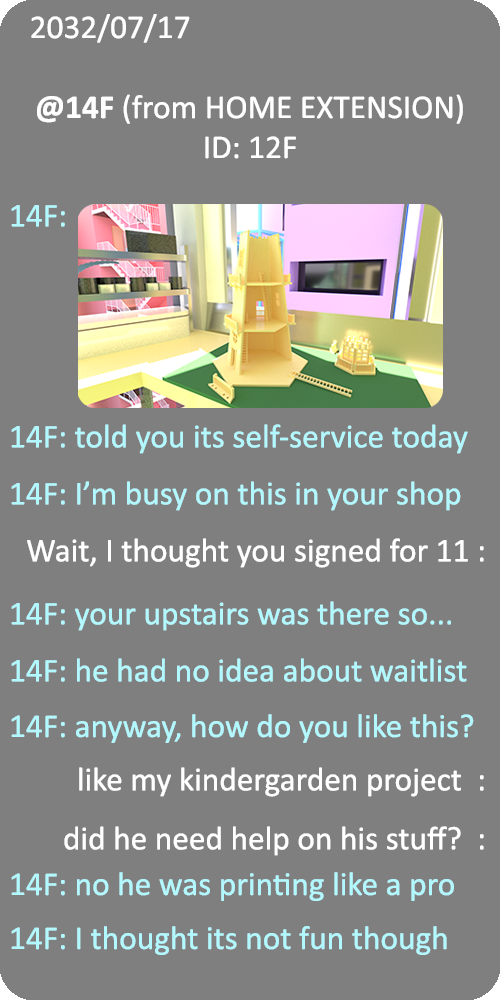 2032/07/17
@14F (from HOME EXTENSION)
ID: 12F
14F:
14F: told you its self-service today
14F: I'm busy on this in your shop
Wait, I thought you signed for 11 :
14F: your upstairs was there so...
14F: he had no idea about waitlist
14F: anyway, how do you like this?
like my kindergarden project :
did he need help on his stuff? :
14F: no he was printing like a pro
14F: I thought its not fun though